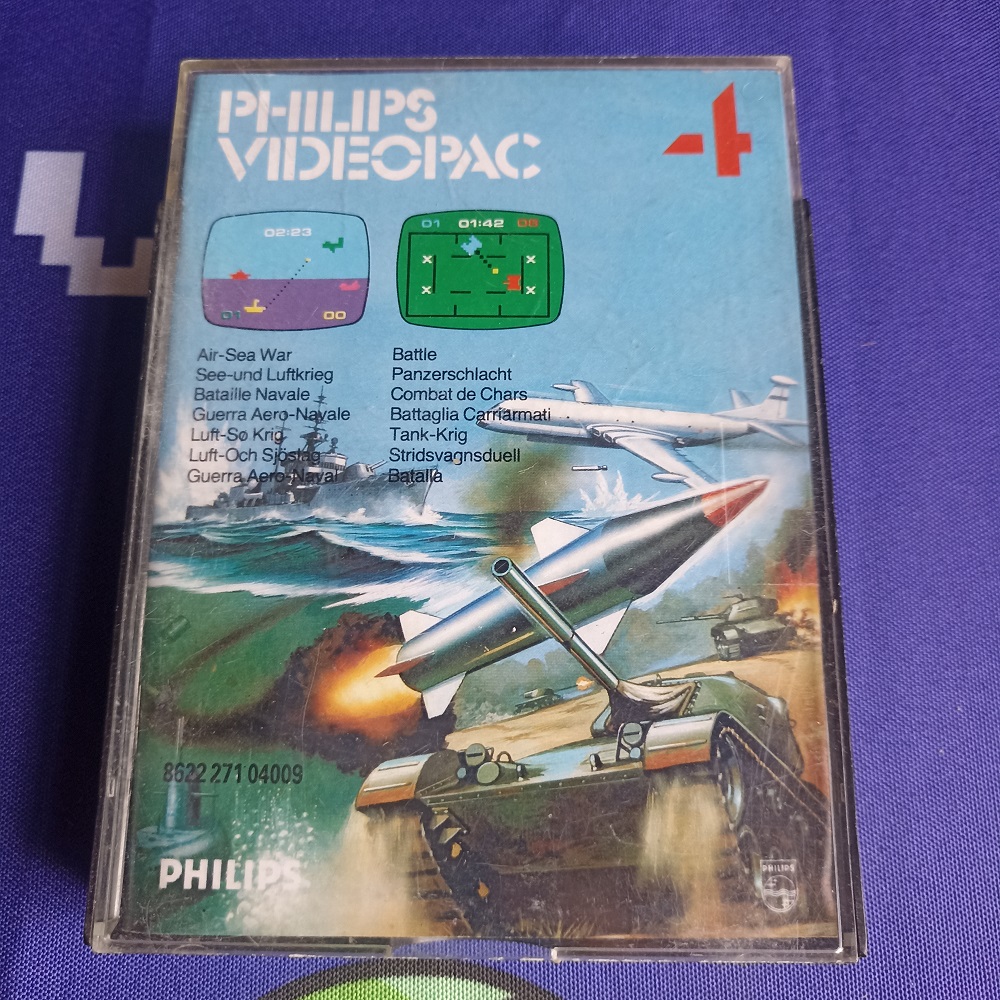 PHILIPS
VIDEOPAC
4
02:23
01
00
01 01:42 06
Air-Sea War
See-und Luftkrieg
Bataille Navale
Guerra Aero-Navale
Luft-Sø Krig
Luft-Och Sjöslag
Guerra Aero-Naval
Battle
Panzerschlacht
Combat de Chars
Battaglia Carriarmati
Tank-Krig
Stridsvagnsduell
Batalla
8622 271 04009
PHILIPS
PHILIPS